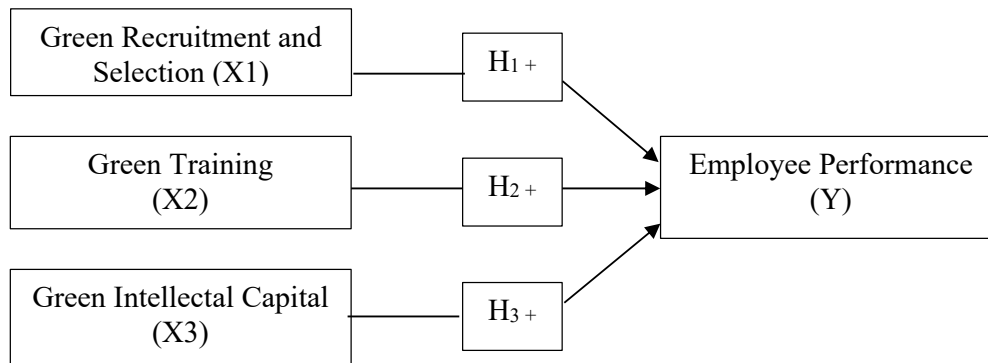 Green Recruitment and
Selection (X1)
H1 +
Green Training
(X2)
H2 +
Employee Performance
(Y)
Green Intellectal Capital
(X3)
H3 +